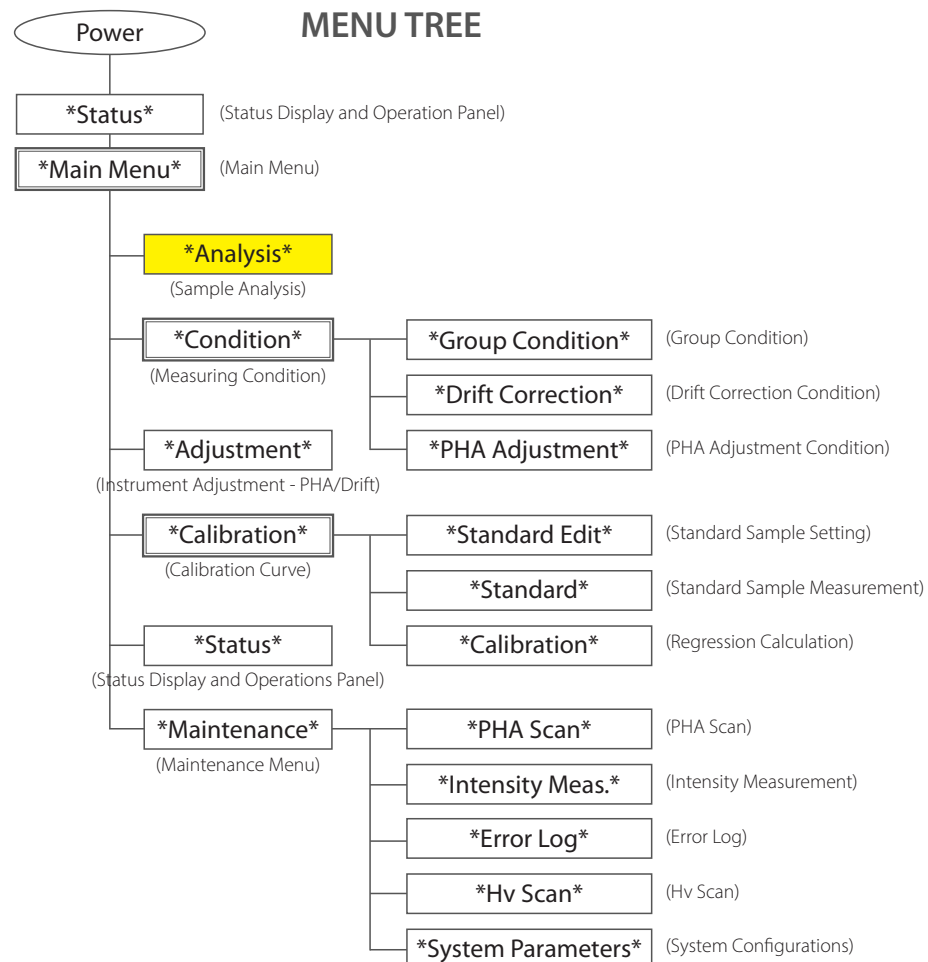 MENU TREE
Power
*Status* (Status Display and Operation Panel)
*Main Menu* (Main Menu)
*Analysis*
(Sample Analysis)
*Condition* *Group Condition* (Group Condition)
(Measuring Condition)
*Drift Correction* (Drift Correction Condition)
*Adjustment* *PHA Adjustment* (PHA Adjustment Condition)
(Instrument Adjustment - PHA/Drift)
*Calibration* *Standard Edit* (Standard Sample Setting)
(Calibration Curve)
*Standard* (Standard Sample Measurement)
*Status* *Calibration* (Regression Calculation)
(Status Display and Operations Panel)
*Maintenance* *PHA Scan* (PHA Scan)
(Maintenance Menu)
*Intensity Meas.* (Intensity Measurement)
*Error Log* (Error Log)
*Hv Scan* (Hv Scan)
*System Parameters* (System Configurations)